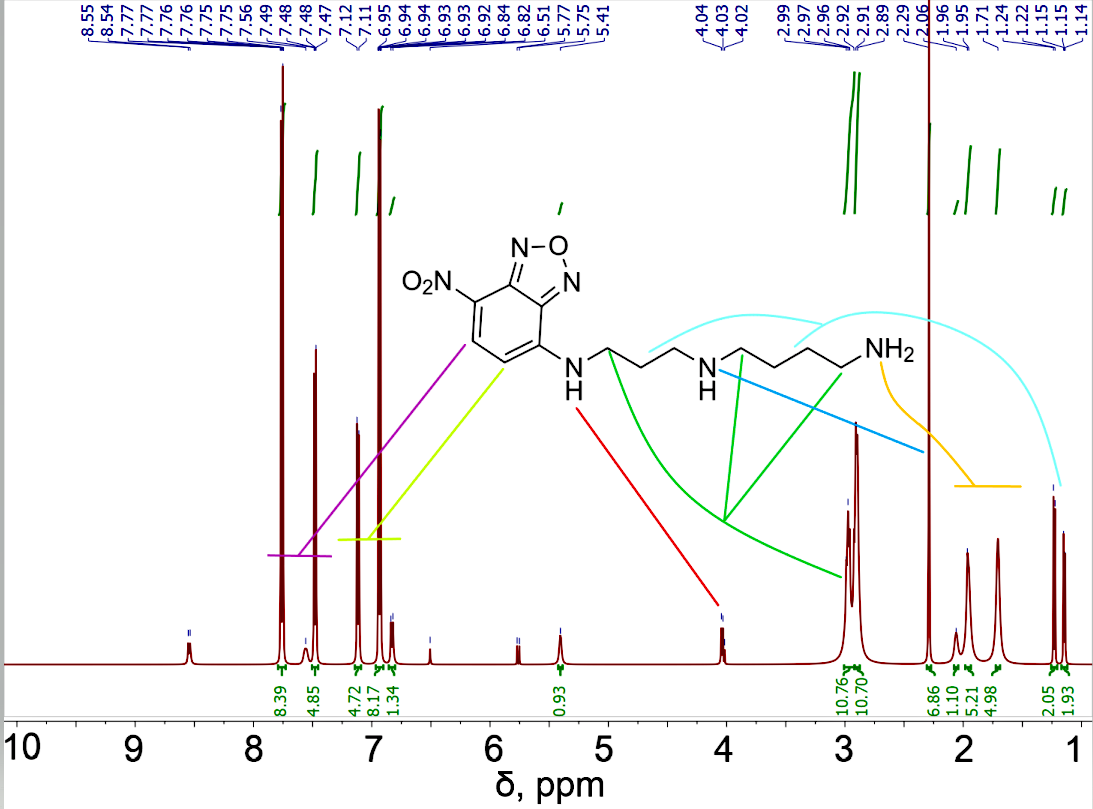 8.55 8.54 7.77 7.77 7.76 7.76 7.75 7.75 7.56 7.49 7.48 7.48 7.47 7.12 7.11 6.95 6.94 6.94 6.93 6.93 6.92 6.84 6.82 6.51 5.77 5.75 5.41 4.04 4.03 4.02 2.99 2.97 2.96 2.92 2.91 2.89 2.29 2.06 1.96 1.95 1.71 1.24 1.22 1.15 1.15 1.14
N O
N
O₂N
N
H
N
H
NH₂
8.39 4.85 4.72 8.17 1.34 0.93 10.76 10.70 6.86 1.10 5.21 4.98 2.05 1.93
10 9 8 7 6 5 4 3 2 1
δ, ppm